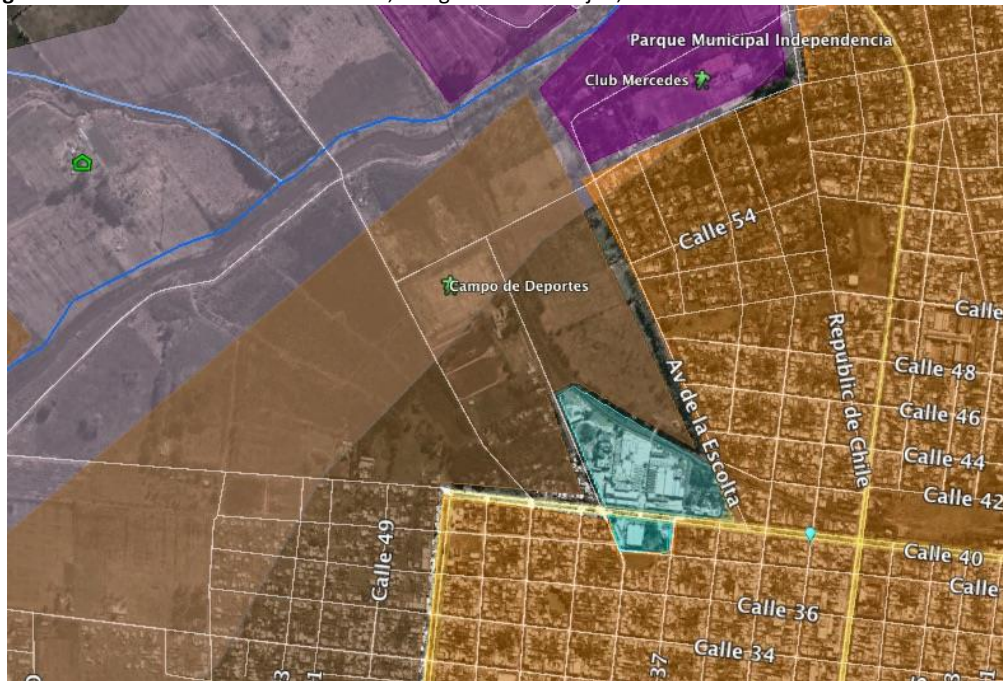 Parque Municipal Independencia
Club Mercedes
Calle 54
Campo de Deportes
Calle
Republic de Chile
Calle 48
Av de la Escolta
Calle 46
Calle 44
Calle 42
Calle 49
Calle 40
Calle
Calle 36
Calle 34
37